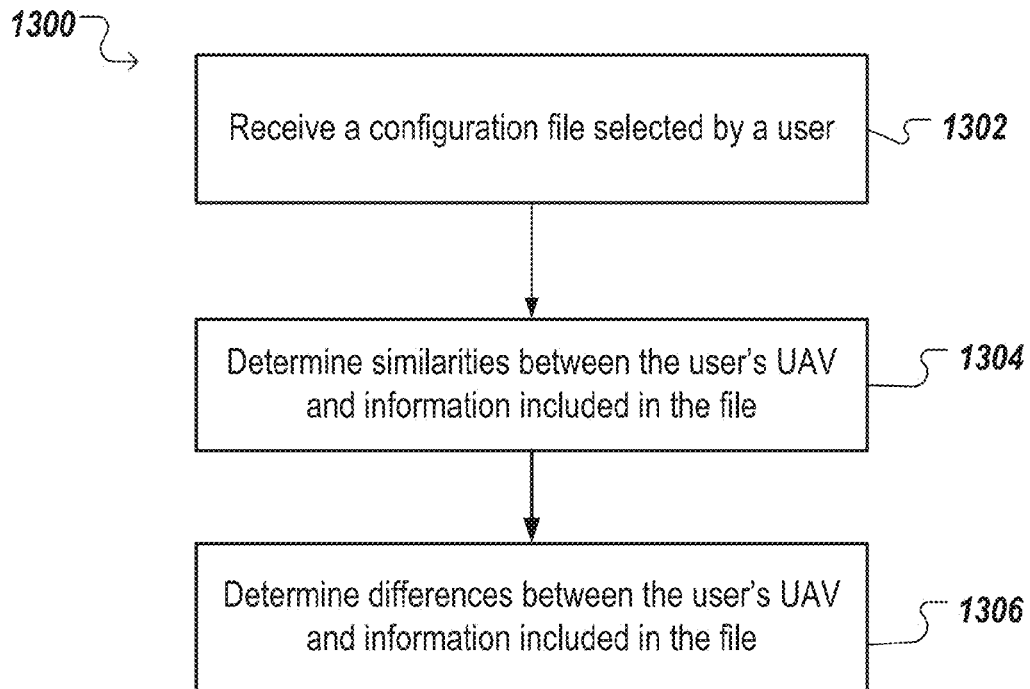 1300
Receive a configuration file selected by a user
1302
Determine similarities between the user's UAV
and information included in the file
1304
Determine differences between the user's UAV
and information included in the file
1306